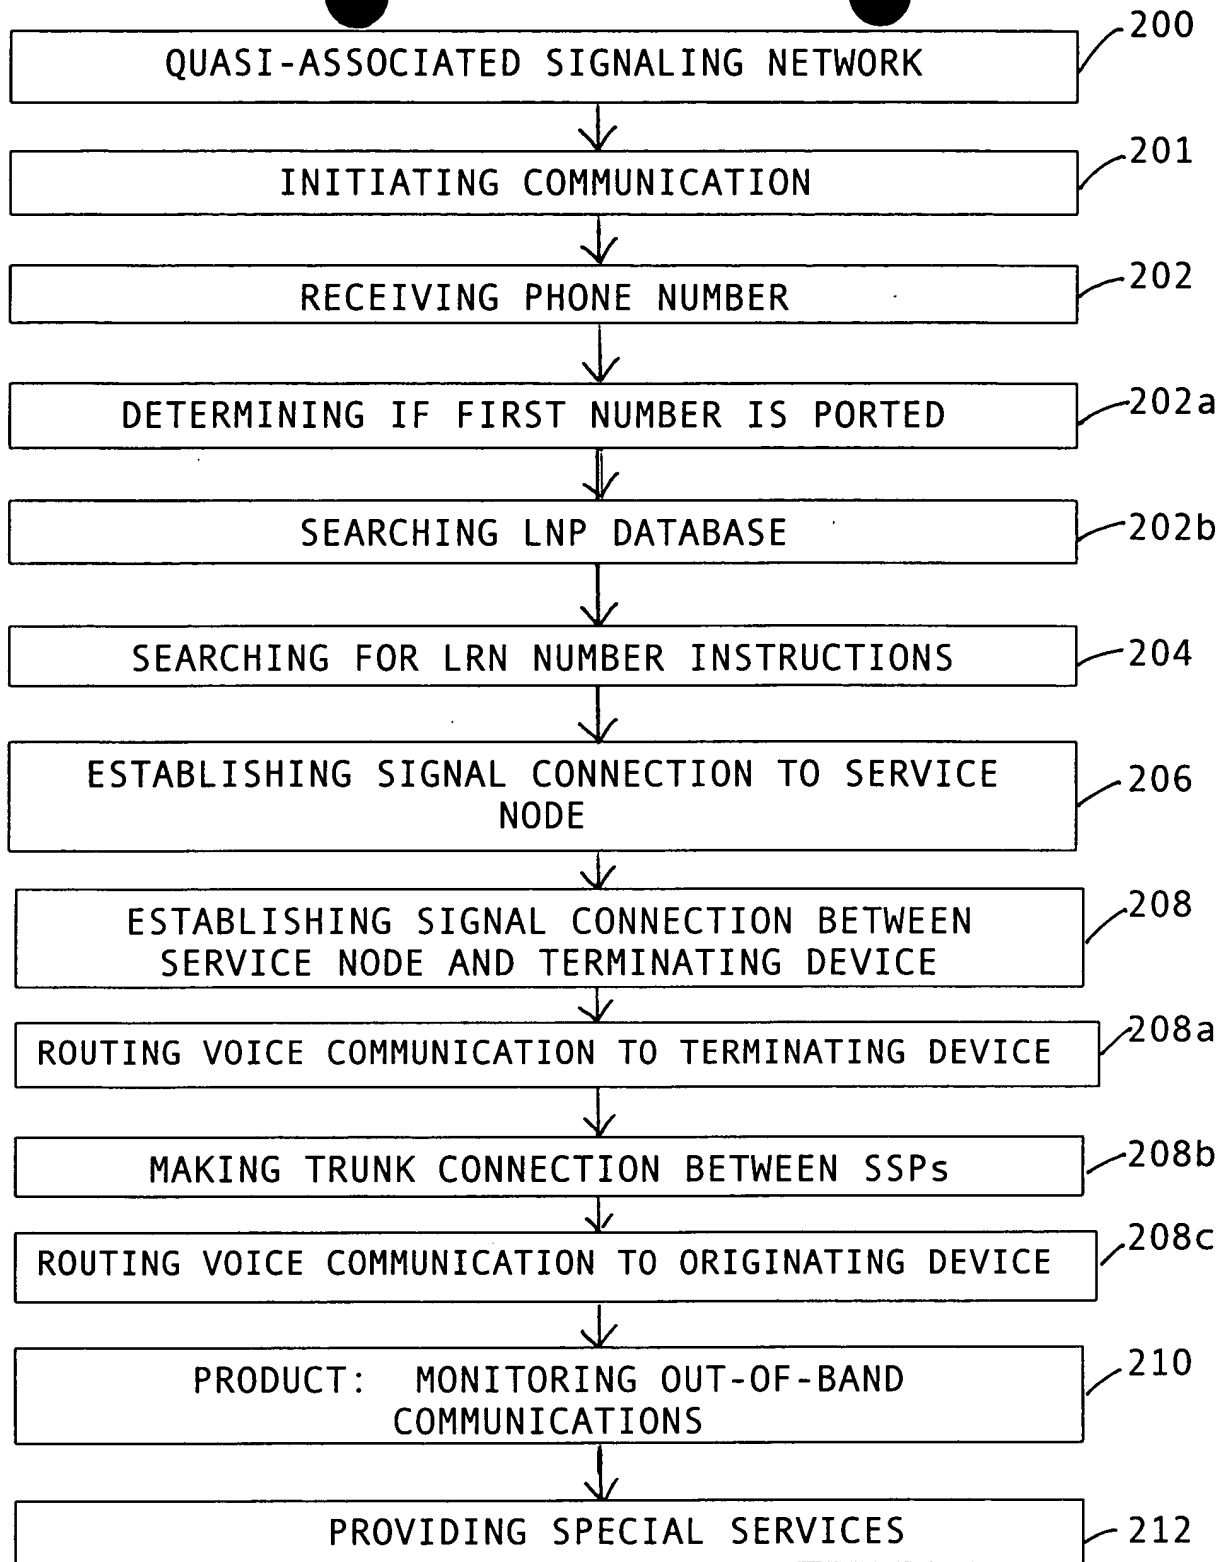 QUASI-ASSOCIATED SIGNALING NETWORK
200
INITIATING COMMUNICATION
201
RECEIVING PHONE NUMBER
202
DETERMINING IF FIRST NUMBER IS PORTED
202a
SEARCHING LNP DATABASE
202b
SEARCHING FOR LRN NUMBER INSTRUCTIONS
204
ESTABLISHING SIGNAL CONNECTION TO SERVICE
NODE
206
ESTABLISHING SIGNAL CONNECTION BETWEEN
SERVICE NODE AND TERMINATING DEVICE
208
ROUTING VOICE COMMUNICATION TO TERMINATING DEVICE
208a
MAKING TRUNK CONNECTION BETWEEN SSPs
208b
ROUTING VOICE COMMUNICATION TO ORIGINATING DEVICE
208c
PRODUCT: MONITORING OUT-OF-BAND
COMMUNICATIONS
210
PROVIDING SPECIAL SERVICES
212